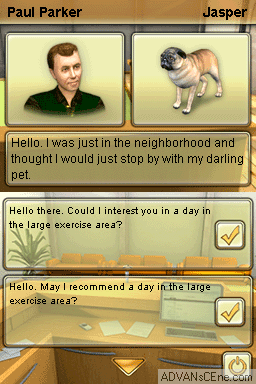 Paul Parker
Jasper
Hello. I was just in the neighborhood and
thought I would just stop by with my darling
pet.
Hello there. Could I interest you in a day in
the large exercise area?
Hello. May I recommend a day in the large
exercise area?
ADVANsCEne.com